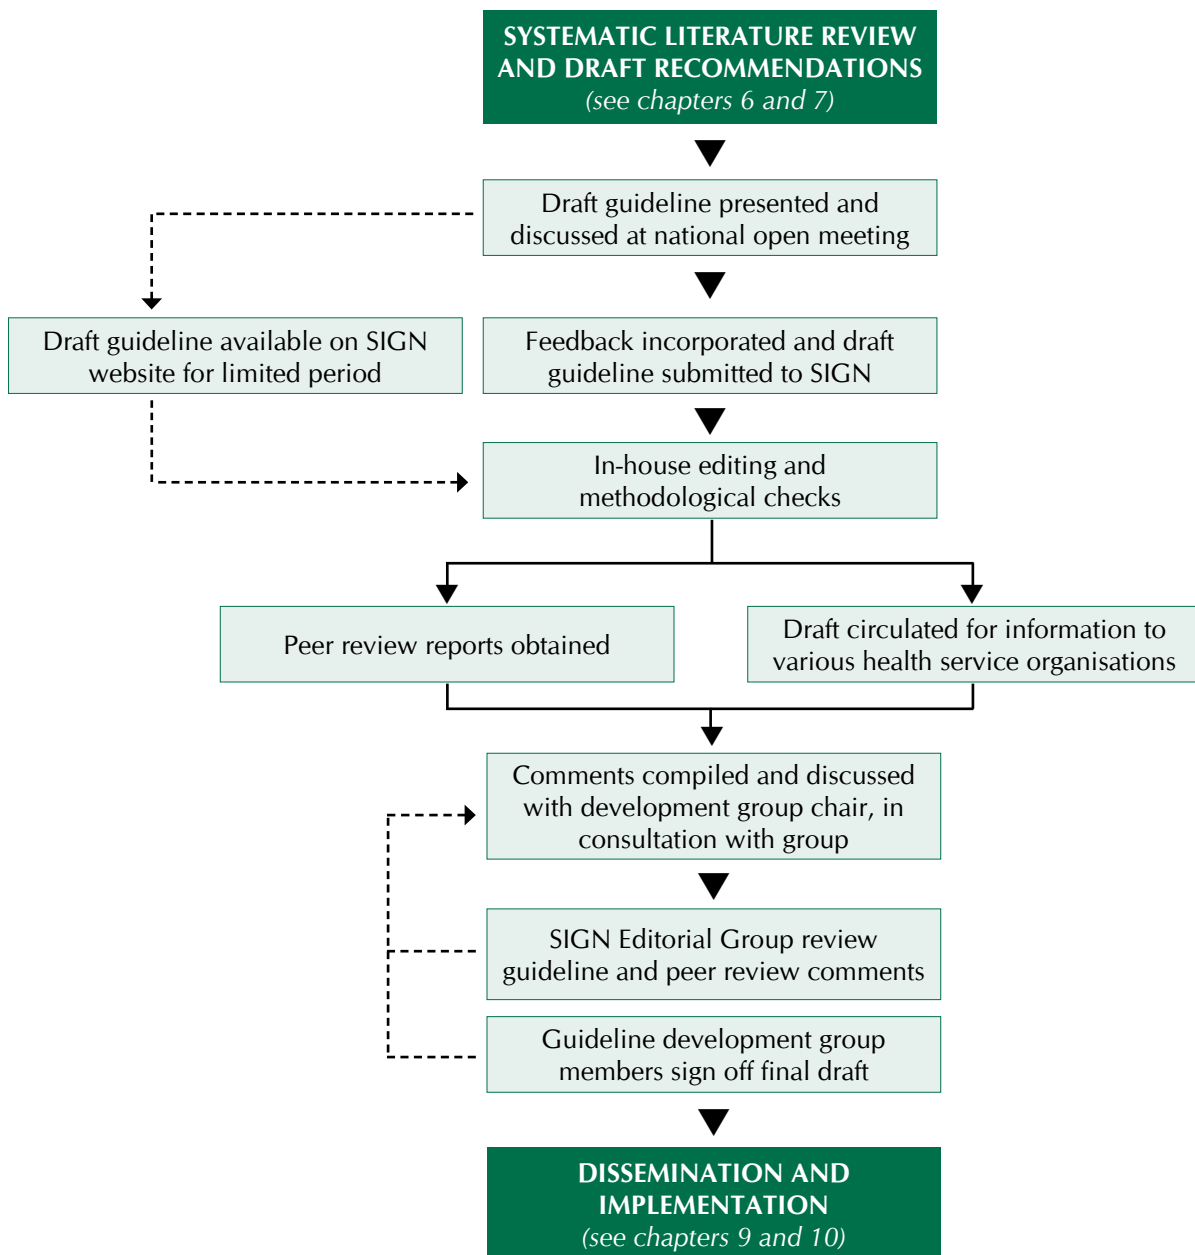 SYSTEMATIC LITERATURE REVIEW
AND DRAFT RECOMMENDATIONS
(see chapters 6 and 7)
Draft guideline presented and
discussed at national open meeting
Draft guideline available on SIGN
website for limited period
Feedback incorporated and draft
guideline submitted to SIGN
In-house editing and
methodological checks
Peer review reports obtained
Draft circulated for information to
various health service organisations
Comments compiled and discussed
with development group chair, in
consultation with group
SIGN Editorial Group review
guideline and peer review comments
Guideline development group
members sign off final draft
DISSEMINATION AND
IMPLEMENTATION
(see chapters 9 and 10)